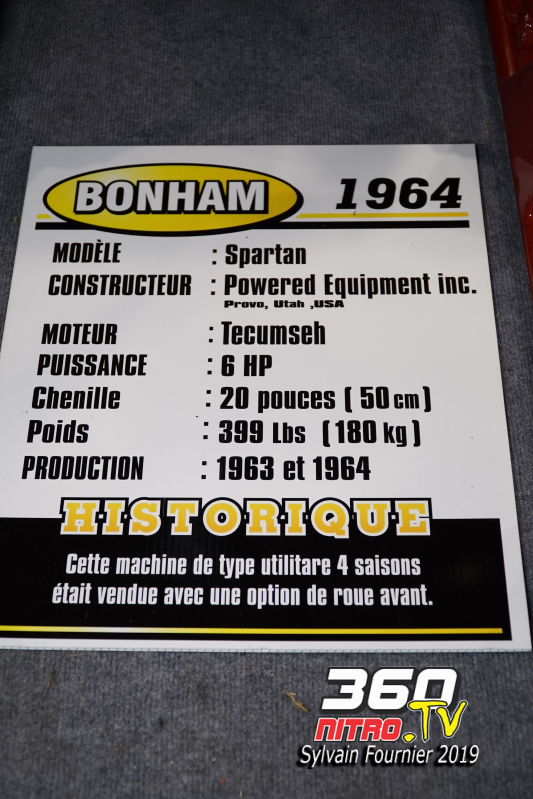 BONHAM 1964
MODÈLE : Spartan
CONSTRUCTEUR : Powered Equipment inc.
Provo, Utah ,USA
MOTEUR : Tecumseh
PUISSANCE : 6 HP
Chenille : 20 pouces ( 50 cm )
Poids : 399 Lbs ( 180 kg )
PRODUCTION : 1963 et 1964
HISTORIQUE
Cette machine de type utilitare 4 saisons
était vendue avec une option de roue avant.
360
NITRO.TV
Sylvain Fournier 2019